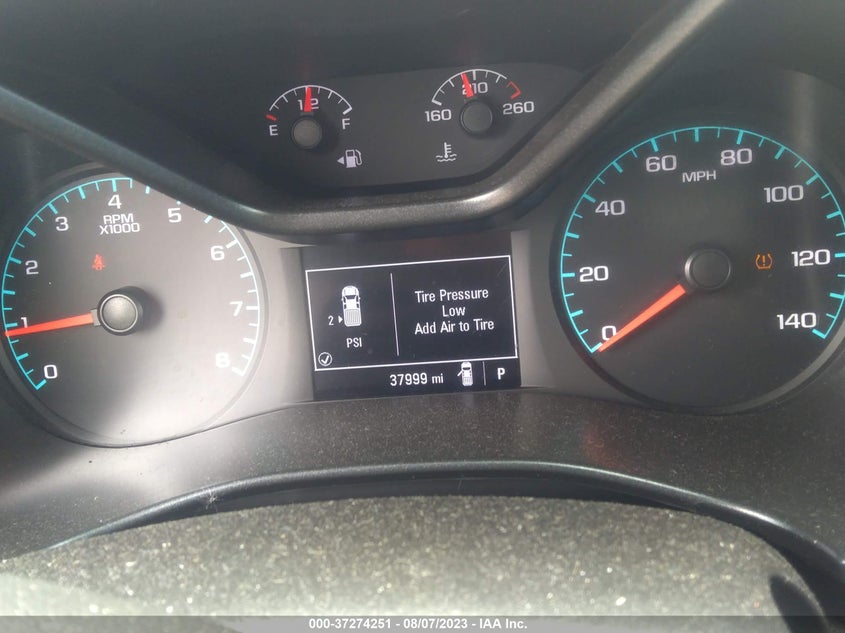 E 1/2 F
160 210 260
0 1 2 3 4 5 6 7 8
RPM
X1000
2
PSI
Tire Pressure
Low
Add Air to Tire
37999 mi
P
0 20 40 60 80 100 120 140
MPH
000-37274251 - 08/07/2023 - IAA Inc.